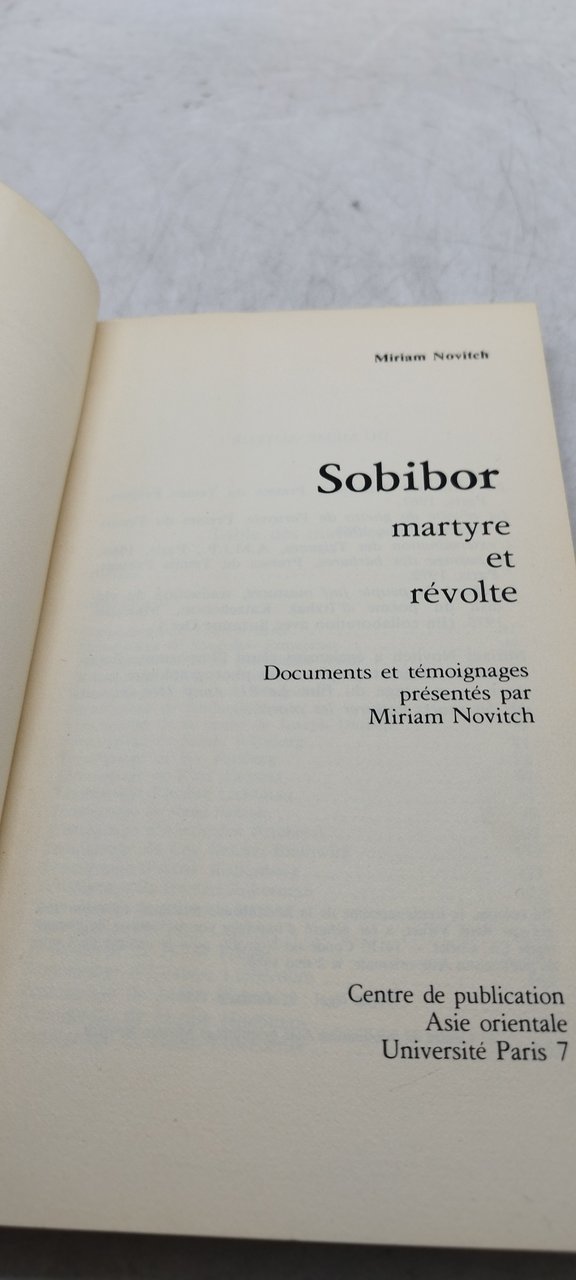 Miriam Novitch
Sobibor
martyre
et
révolte
Documents et témoignages
présentés par
Miriam Novitch
Centre de publication
Asie orientale
Université Paris 7